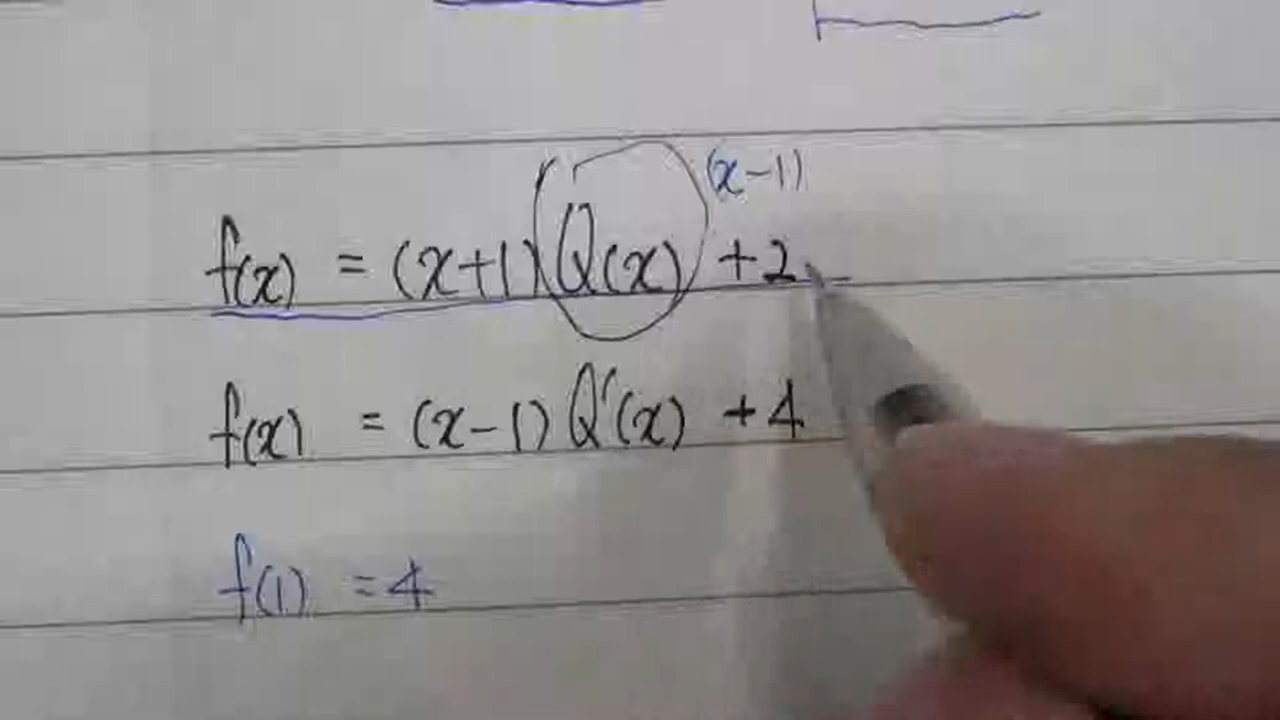 (x-1)
f(x) = (x+1)Q(x) +2
f(x) = (x-1)Q'(x) +4
f(1) =4